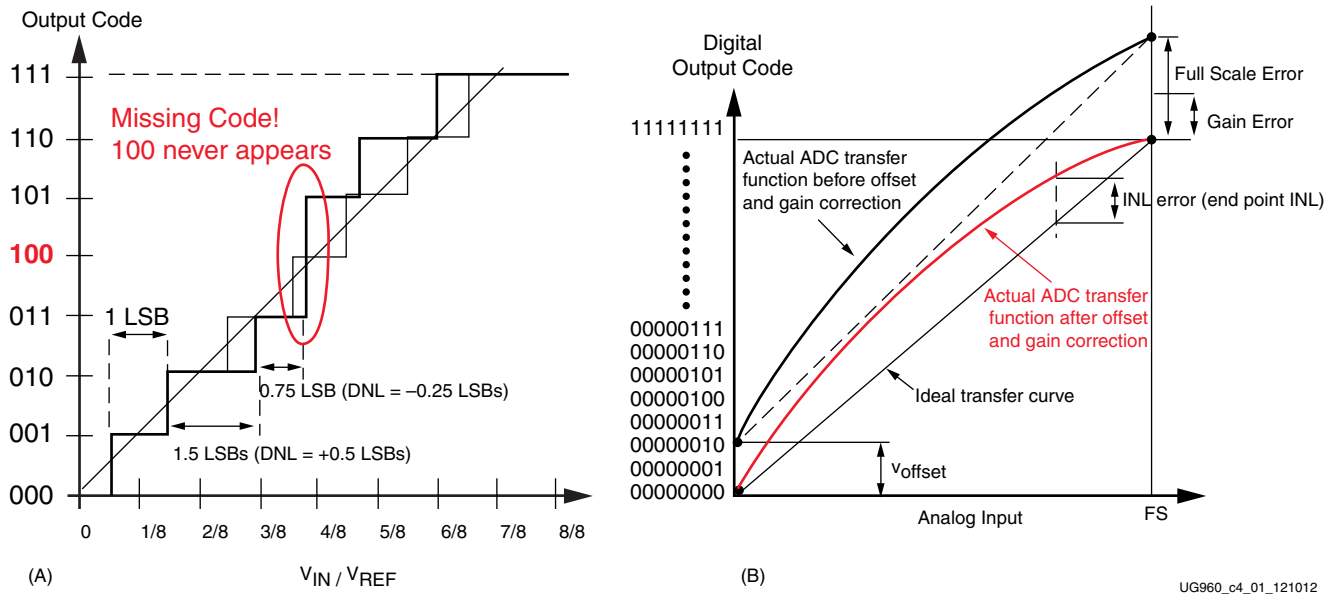 Output Code
111
110
101
100
011
010
001
000
Missing Code!
100 never appears
1 LSB
0.75 LSB (DNL = –0.25 LSBs)
1.5 LSBs (DNL = +0.5 LSBs)
0
1/8
2/8
3/8
4/8
5/8
6/8
7/8
8/8
VIN / VREF
(A)
Digital
Output Code
11111111
00000111
00000110
00000101
00000100
00000011
00000010
00000001
00000000
Actual ADC transfer
function before offset
and gain correction
Full Scale Error
Gain Error
INL error (end point INL)
Actual ADC transfer
function after offset
and gain correction
Ideal transfer curve
voffset
Analog Input
FS
(B)
UG960_c4_01_121012